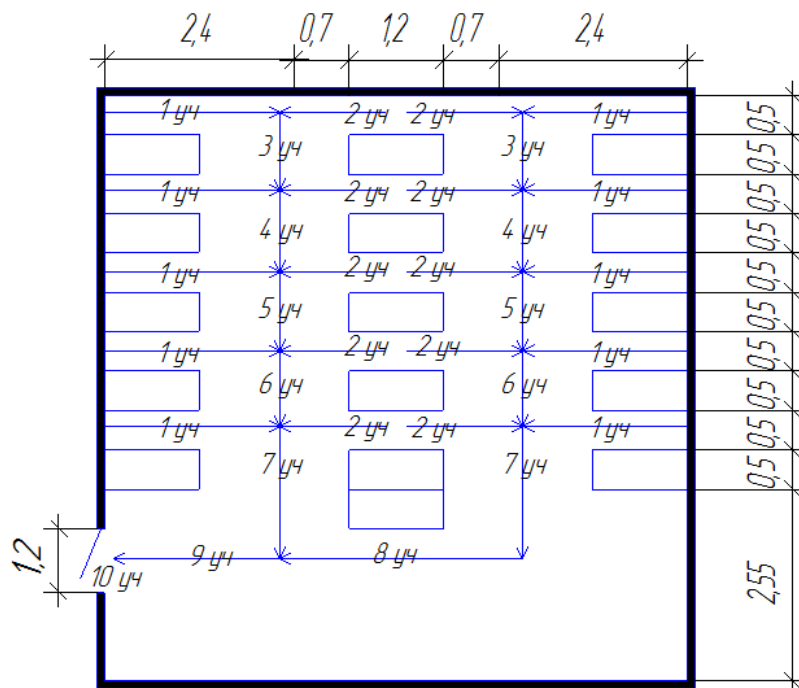 2,4 0,7 1,2 0,7 2,4
1 уч 2 уч 2 уч 1 уч 0,5
3 уч 3 уч 0,5
1 уч 2 уч 2 уч 1 уч 0,5
4 уч 4 уч 0,5
1 уч 2 уч 2 уч 1 уч 0,5
5 уч 5 уч 0,5
1 уч 2 уч 2 уч 1 уч 0,5
6 уч 6 уч 0,5
1 уч 2 уч 2 уч 1 уч 0,5
7 уч 7 уч 0,5
1,2 9 уч 8 уч
10 уч 2,55